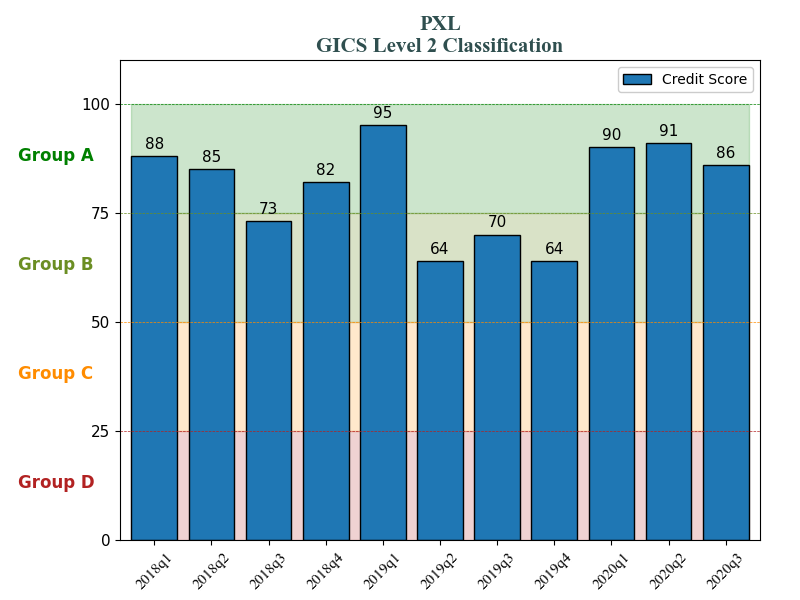 PXL
GICS Level 2 Classification
Credit Score
100
75
50
25
0
Group A
Group B
Group C
Group D
88
85
73
82
95
64
70
64
90
91
86
2018q1
2018q2
2018q3
2018q4
2019q1
2019q2
2019q3
2019q4
2020q1
2020q2
2020q3